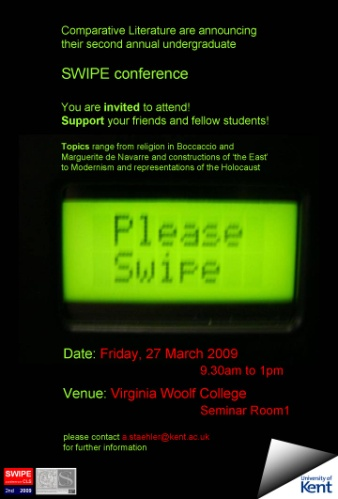 Comparative Literature are announcing
their second annual undergraduate
SWIPE conference
You are invited to attend!
Support your friends and fellow students!
Topics range from religion in Boccaccio and
Marguerite de Navarre and constructions of 'the East'
to Modernism and representations of the Holocaust
Please
Swipe
Date: Friday, 27 March 2009
9.30am to 1pm
Venue: Virginia Woolf College
Seminar Room1
please contact a.staehler@kent.ac.uk
for further information
SWIPE
CLS
2nd 2009
University of
Kent